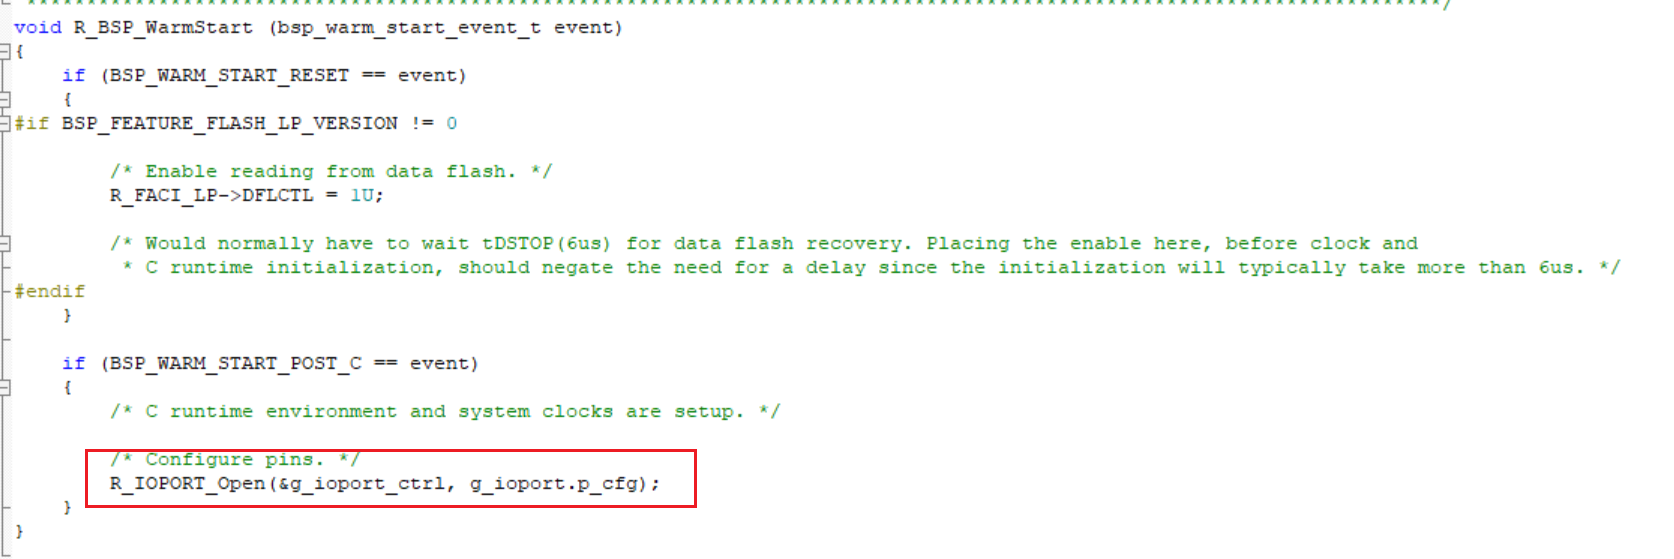 ***********************************************************************************************************************/
void R_BSP_WarmStart (bsp_warm_start_event_t event)
{
    if (BSP_WARM_START_RESET == event)
    {
#if BSP_FEATURE_FLASH_LP_VERSION != 0
        /* Enable reading from data flash. */
        R_FACI_LP->DFLCTL = 1U;
        /* Would normally have to wait tDSTOP(6us) for data flash recovery. Placing the enable here, before clock and
         * C runtime initialization, should negate the need for a delay since the initialization will typically take more than 6us. */
#endif
    }
    if (BSP_WARM_START_POST_C == event)
    {
        /* C runtime environment and system clocks are setup. */
        /* Configure pins. */
        R_IOPORT_Open(&g_ioport_ctrl, g_ioport.p_cfg);
    }
}